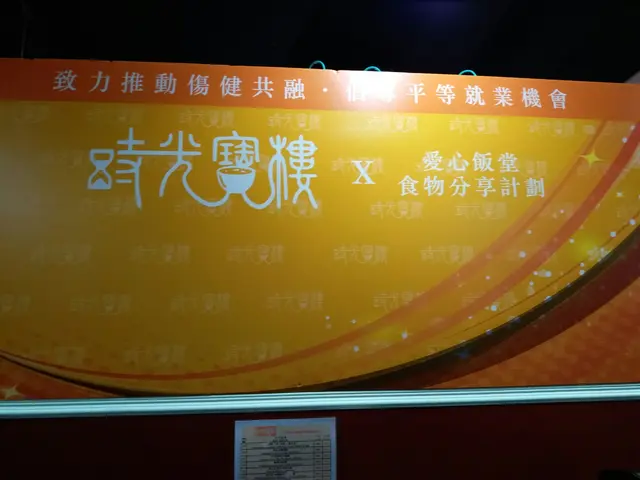 致力推動傷健共融．倡 平等就業機會
時光寶樓 X 愛心飯堂
食物分享計劃